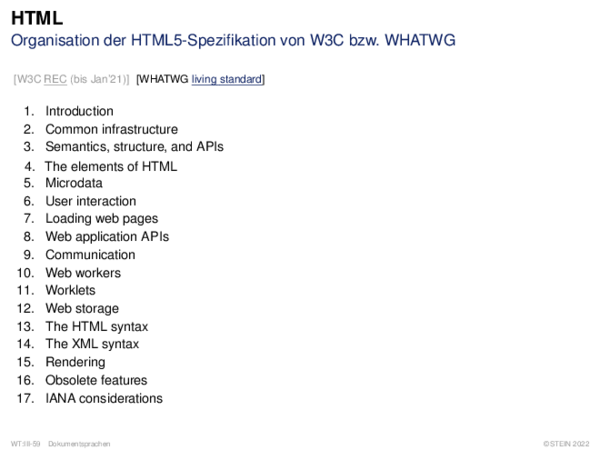 HTML
Organisation der HTML5-Spezifikation von W3C bzw. WHATWG
[W3C REC (bis Jan'21)] [WHATWG living standard]
1. Introduction
2. Common infrastructure
3. Semantics, structure, and APIs
4. The elements of HTML
5. Microdata
6. User interaction
7. Loading web pages
8. Web application APIs
9. Communication
10. Web workers
11. Worklets
12. Web storage
13. The HTML syntax
14. The XML syntax
15. Rendering
16. Obsolete features
17. IANA considerations
WT:III-59 Dokumentsprachen ©STEIN 2022